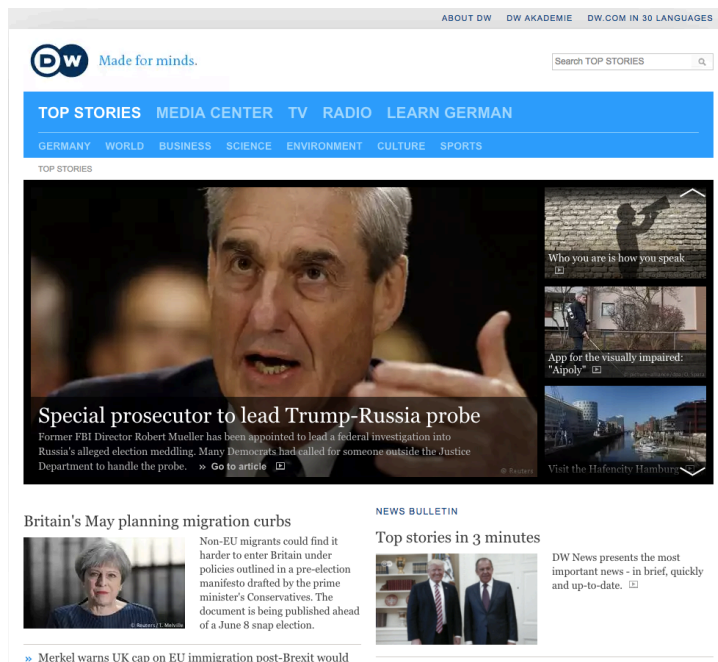 ABOUT DW DW AKADEMIE DW.COM IN 30 LANGUAGES
DW Made for minds.
Search TOP STORIES
TOP STORIES MEDIA CENTER TV RADIO LEARN GERMAN
GERMANY WORLD BUSINESS SCIENCE ENVIRONMENT CULTURE SPORTS
TOP STORIES
Special prosecutor to lead Trump-Russia probe
Former FBI Director Robert Mueller has been appointed to lead a federal investigation into
Russia's alleged election meddling. Many Democrats had called for someone outside the Justice
Department to handle the probe. » Go to article
© Reuters
Who you are is how you speak
App for the visually impaired:
"Aipoly"
Visit the Hafencity Hamburg
Britain's May planning migration curbs
© Reuters/T. Melville
Non-EU migrants could find it
harder to enter Britain under
policies outlined in a pre-election
manifesto drafted by the prime
minister's Conservatives. The
document is being published ahead
of a June 8 snap election.
» Merkel warns UK cap on EU immigration post-Brexit would
NEWS BULLETIN
Top stories in 3 minutes
DW News presents the most
important news - in brief, quickly
and up-to-date.